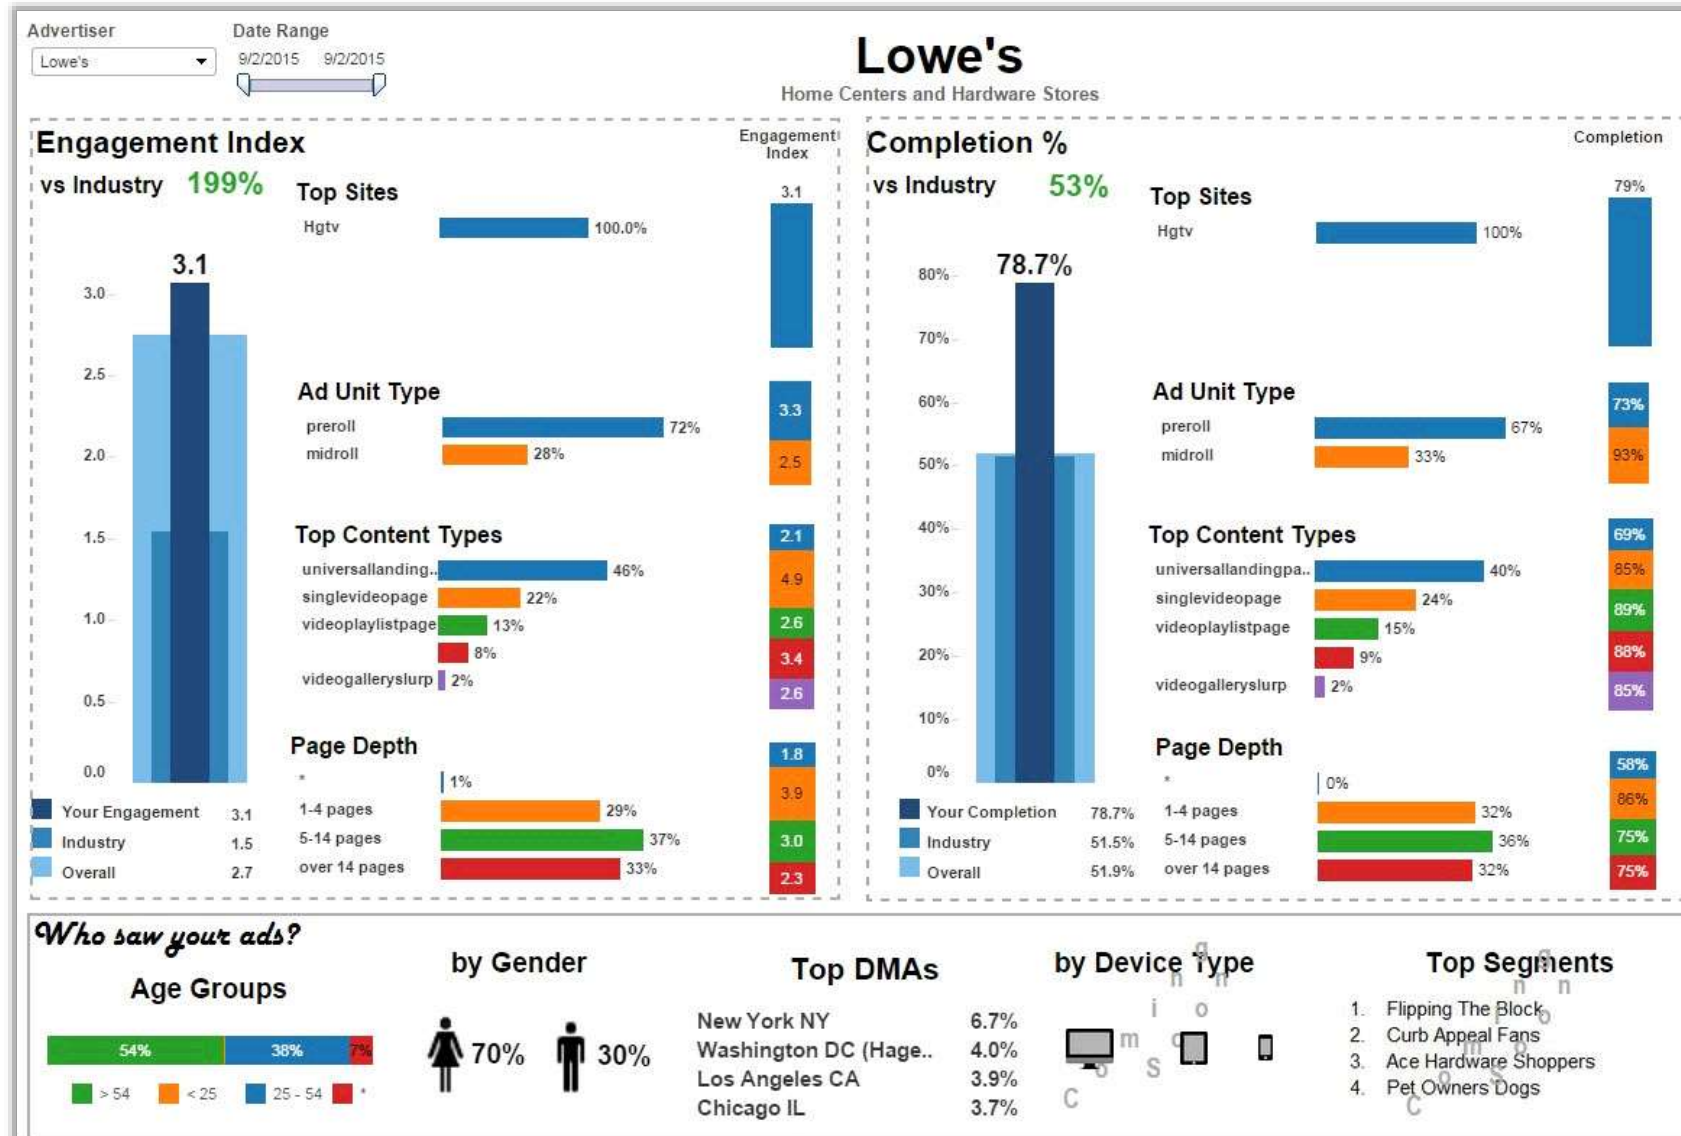 Advertiser
Date Range
Lowe's
9/2/2015 9/2/2015
Lowe's
Home Centers and Hardware Stores
Engagement Index
Engagement
Index
vs Industry 199%
Top Sites
Hgtv 100.0%
3.1
3.1
3.0
2.5
2.0
1.5
1.0
0.5
0.0
Ad Unit Type
preroll 72%
midroll 28%
3.3
2.5
Top Content Types
universallanding.. 46%
singlevideopage 22%
videoplaylistpage 13%
8%
videogalleryslurp 2%
2.1
4.9
2.6
3.4
2.6
Page Depth
* 1%
1-4 pages 29%
5-14 pages 37%
over 14 pages 33%
1.8
3.9
3.0
2.3
Your Engagement 3.1
Industry 1.5
Overall 2.7
Completion %
Completion
vs Industry 53%
Top Sites
Hgtv 100%
79%
78.7%
80%
70%
60%
50%
40%
30%
20%
10%
0%
Ad Unit Type
preroll 67%
midroll 33%
73%
93%
Top Content Types
universallandingpa.. 40%
singlevideopage 24%
videoplaylistpage 15%
9%
videogalleryslurp 2%
69%
85%
89%
88%
85%
Page Depth
* 0%
1-4 pages 32%
5-14 pages 36%
over 14 pages 32%
58%
86%
75%
75%
Your Completion 78.7%
Industry 51.5%
Overall 51.9%
Who saw your ads?
Age Groups
54% 38% 7%
> 54 < 25 25 - 54 *
by Gender
70% 30%
Top DMAs
New York NY 6.7%
Washington DC (Hage.. 4.0%
Los Angeles CA 3.9%
Chicago IL 3.7%
by Device Type
Coming Soon
Top Segments
1. Flipping The Block
2. Curb Appeal Fans
3. Ace Hardware Shoppers
4. Pet Owners Dogs
Coming Soon